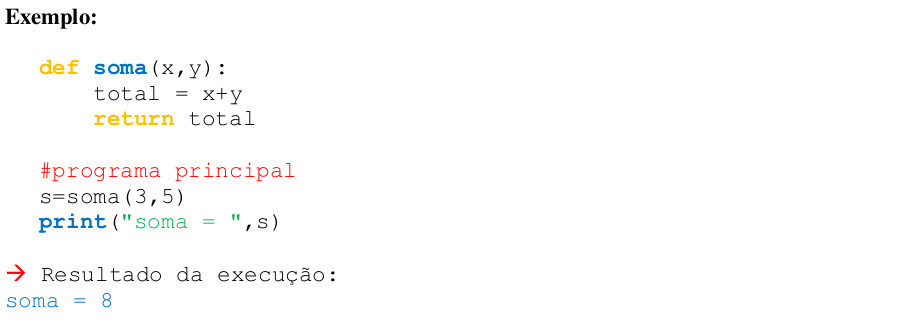 Exemplo:
def soma(x,y):
total = x+y
return total
#programa principal
s=soma(3,5)
print("soma = ",s)
→ Resultado da execução:
soma = 8